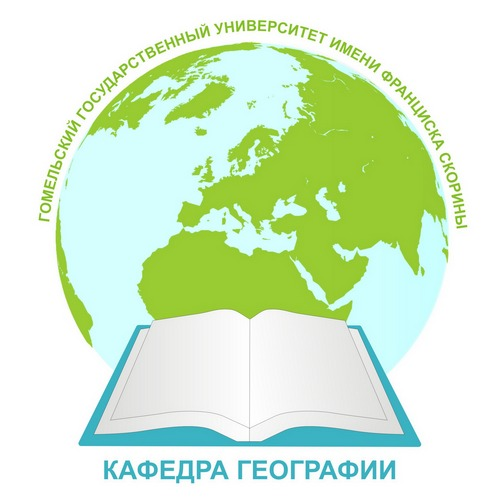 ГОМЕЛЬСКИЙ ГОСУДАРСТВЕННЫЙ УНИВЕРСИТЕТ ИМЕНИ ФРАНЦИСКА СКОРИНЫ
КАФЕДРА ГЕОГРАФИИ